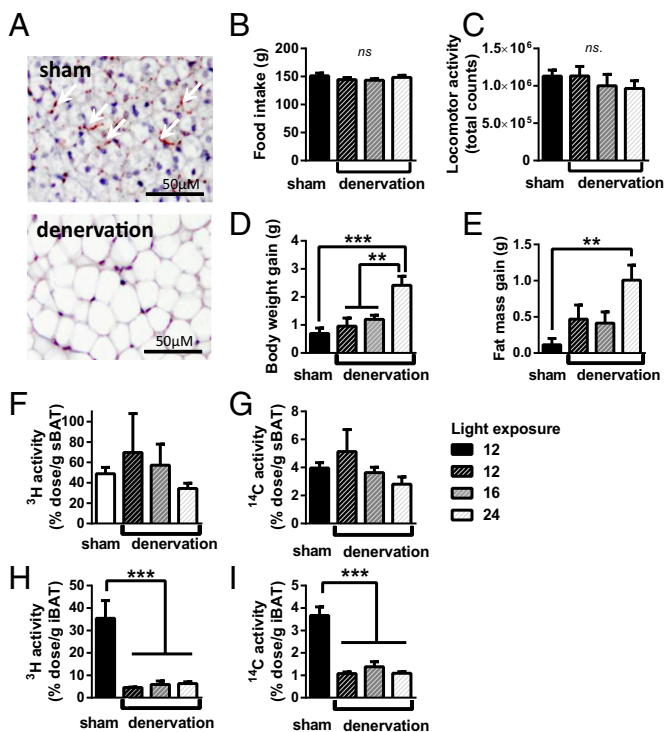 A
sham
50µM
denervation
50µM
B
Food intake (g)
200
150
100
50
0
ns
sham denervation
C
Locomotor activity
(total counts)
1.5×10⁶
1.0×10⁶
5.0×10⁵
0
ns.
sham denervation
D
Body weight gain (g)
4
3
2
1
0
***
**
sham denervation
E
Fat mass gain (g)
1.5
1.0
0.5
0.0
**
sham denervation
F
³H activity
(% dose/g sBAT)
100
80
60
40
20
0
sham denervation
G
¹⁴C activity
(% dose/g sBAT)
8
6
4
2
0
sham denervation
Light exposure
12
12
16
24
H
³H activity
(% dose/g iBAT)
50
40
30
20
10
0
***
sham denervation
I
¹⁴C activity
(% dose/g iBAT)
5
4
3
2
1
0
***
sham denervation